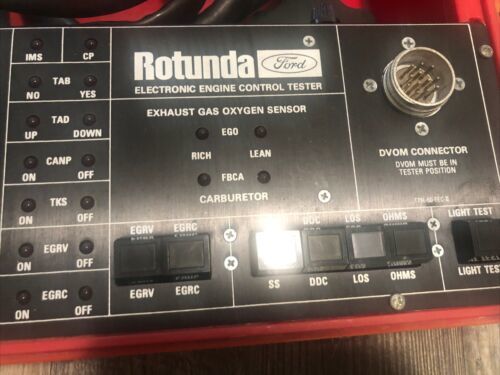 IMS CP
TAB
NO YES
TAD
UP DOWN
CANP
ON OFF
TKS
ON OFF
EGRV
ON OFF
EGRC
ON OFF
Rotunda Ford
ELECTRONIC ENGINE CONTROL TESTER
EXHAUST GAS OXYGEN SENSOR
EGO
RICH LEAN
FBCA
CARBURETOR
DVOM CONNECTOR
DVOM MUST BE IN
TESTER POSITION
EGRV EGRC
EGRV EGRC
DDC LOS OHMS
SS DDC LOS OHMS
LIGHT TEST
LIGHT TEST